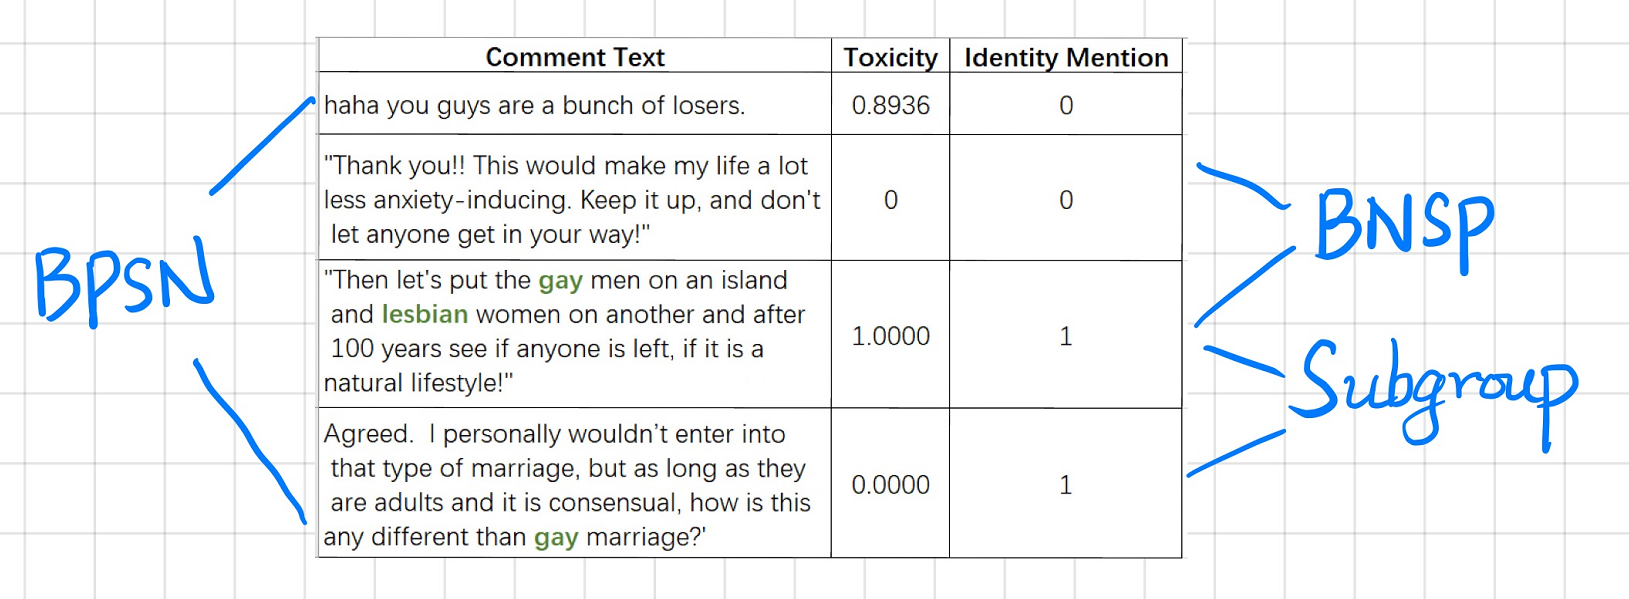 Comment Text Toxicity Identity Mention
haha you guys are a bunch of losers. 0.8936 0
"Thank you!! This would make my life a lot
less anxiety-inducing. Keep it up, and don't 0 0
let anyone get in your way!"
"Then let's put the gay men on an island
and lesbian women on another and after
100 years see if anyone is left, if it is a 1.0000 1
natural lifestyle!"
Agreed. I personally wouldn't enter into
that type of marriage, but as long as they
are adults and it is consensual, how is this 0.0000 1
any different than gay marriage?'
BPSN
BNSP
Subgroup